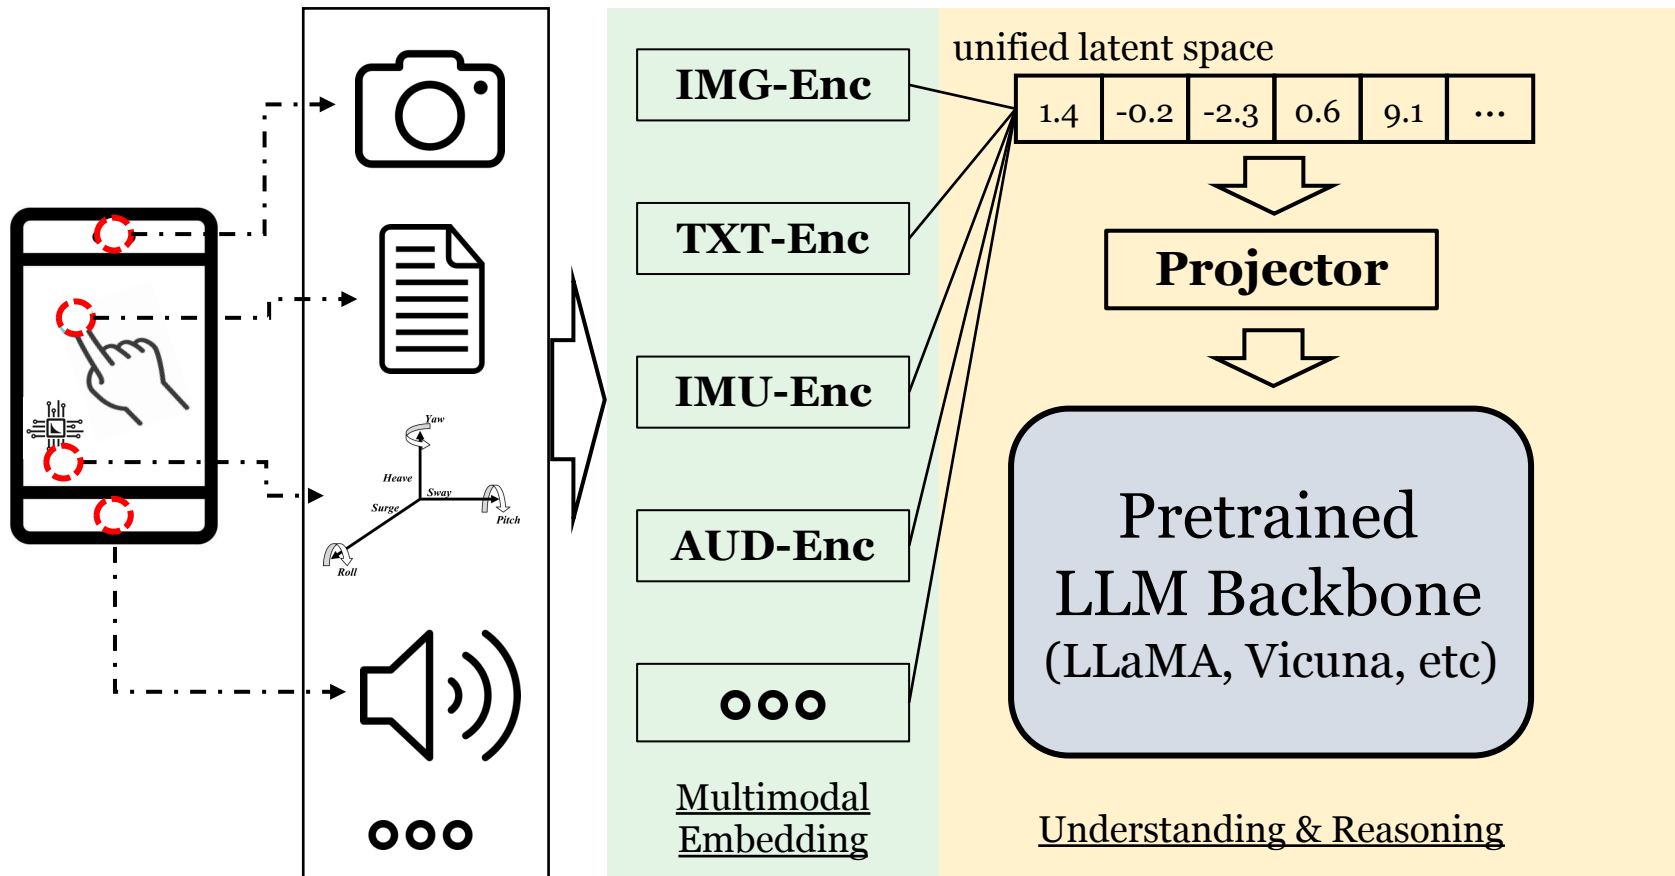 Yaw
Heave
Sway
Surge
Pitch
Roll
IMG-Enc
TXT-Enc
IMU-Enc
AUD-Enc
Multimodal
Embedding
unified latent space
1.4 -0.2 -2.3 0.6 9.1 ...
Projector
Pretrained
LLM Backbone
(LLaMA, Vicuna, etc)
Understanding & Reasoning